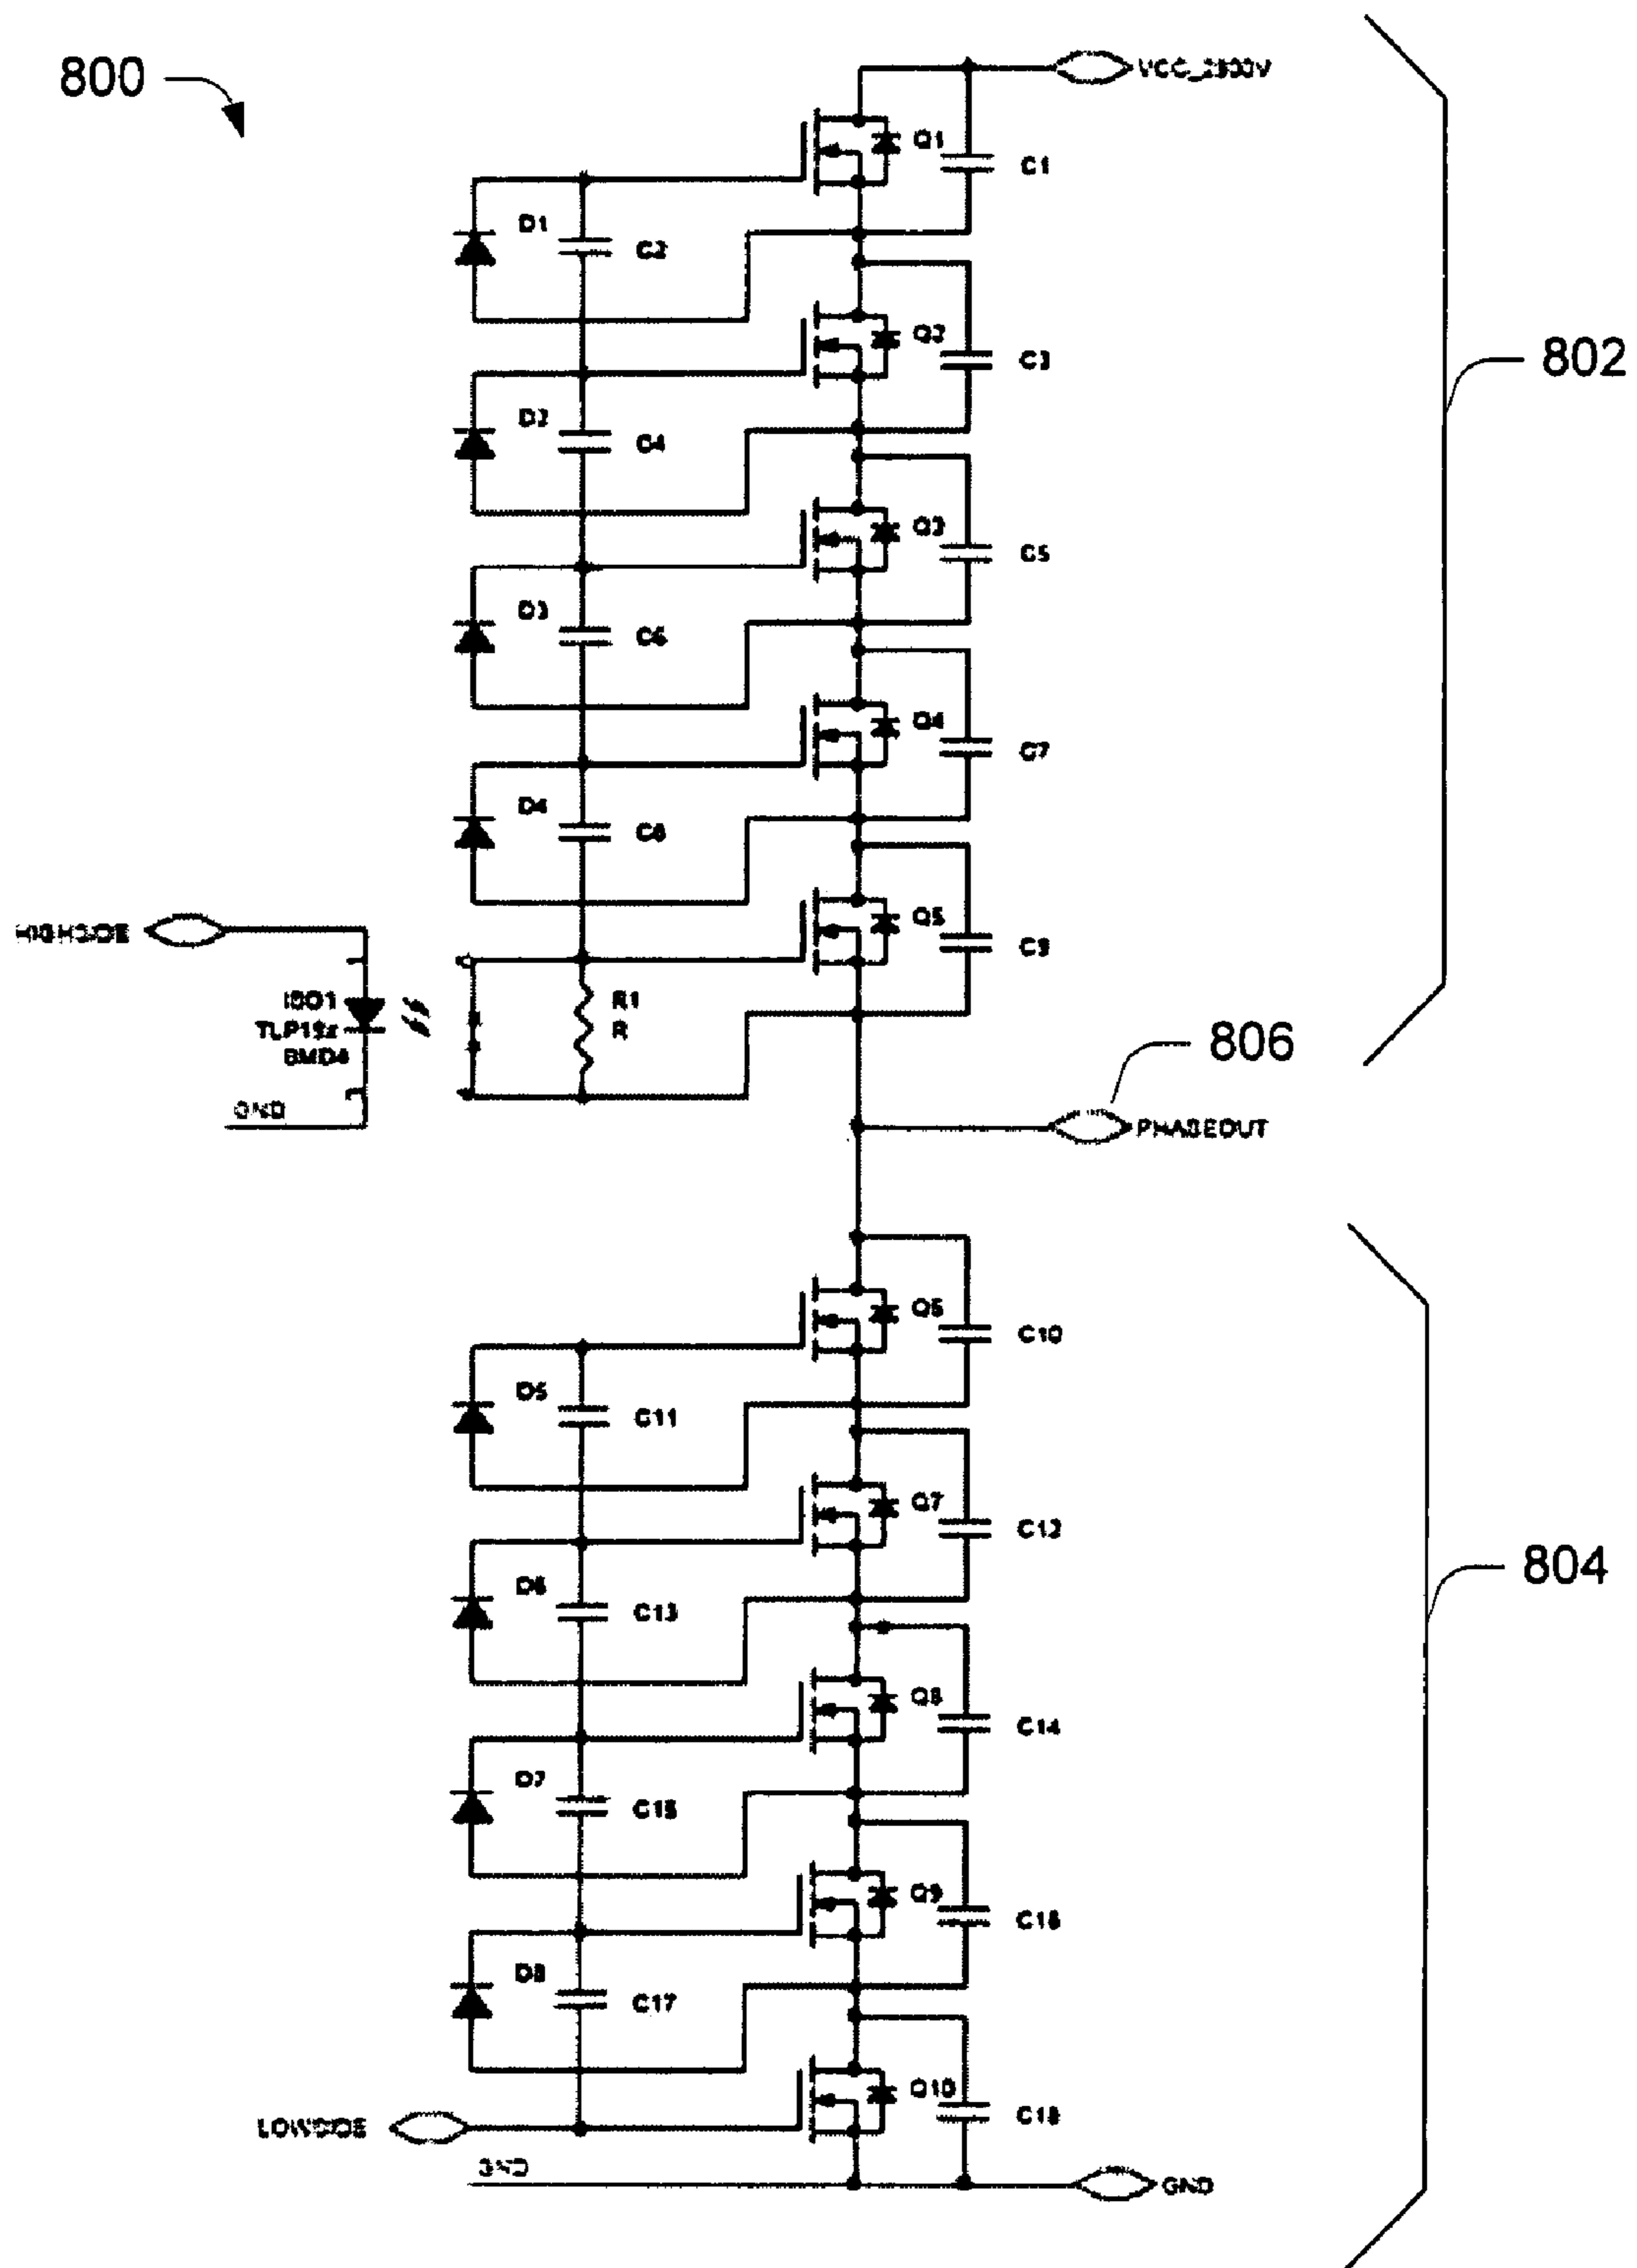 800
VCC_2500V
Q1
C1
D1
C2
Q2
C3
802
D2
C4
Q3
C5
D3
C6
Q4
C7
D4
C8
HIGHSIDE
Q5
C9
ISO1
R1
R
806
GND
PHASEOUT
Q6
C10
D5
C11
Q7
C12
804
D6
C13
Q8
C14
D7
C15
Q9
C16
D8
C17
Q10
C18
LOWSIDE
GND
GND